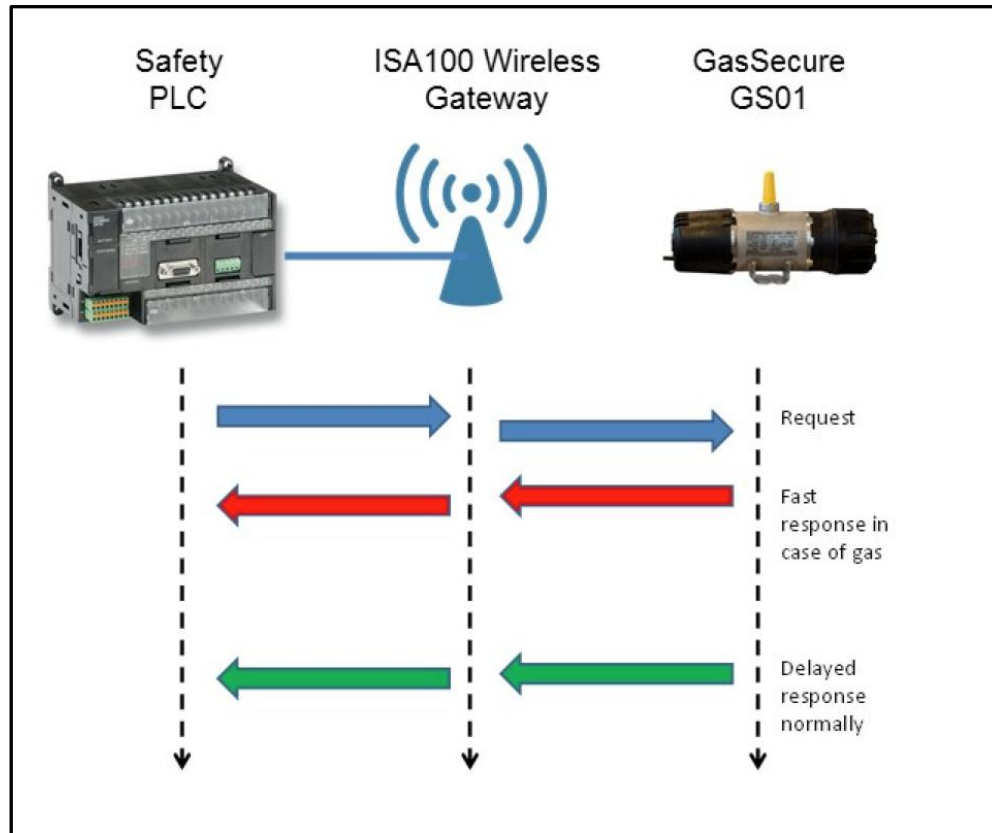 Safety
PLC
ISA100 Wireless
Gateway
GasSecure
GS01
Request
Fast
response in
case of gas
Delayed
response
normally